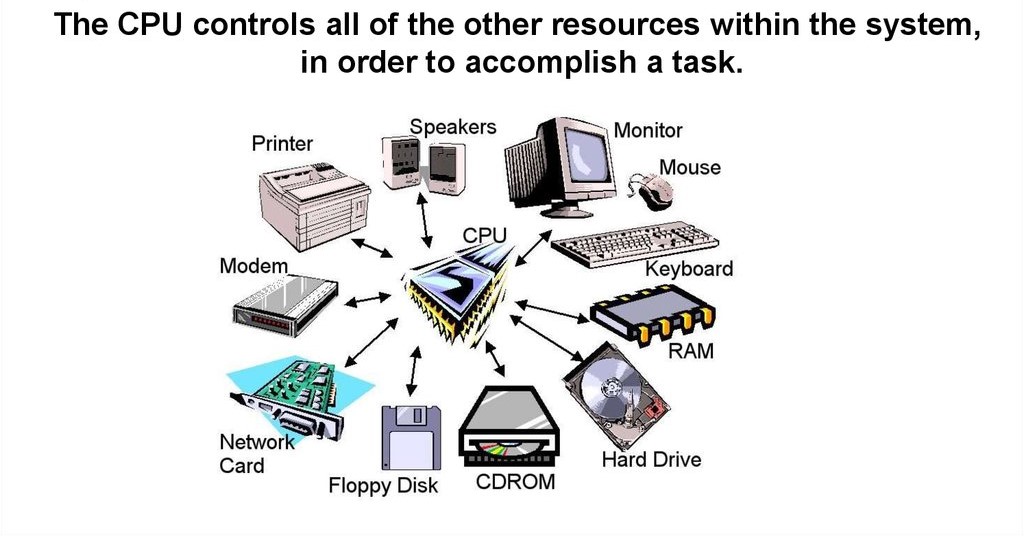 The CPU controls all of the other resources within the system,
in order to accomplish a task.
Speakers
Monitor
Printer
Mouse
CPU
Modem
Keyboard
RAM
Network
Card
Hard Drive
Floppy Disk
CDROM